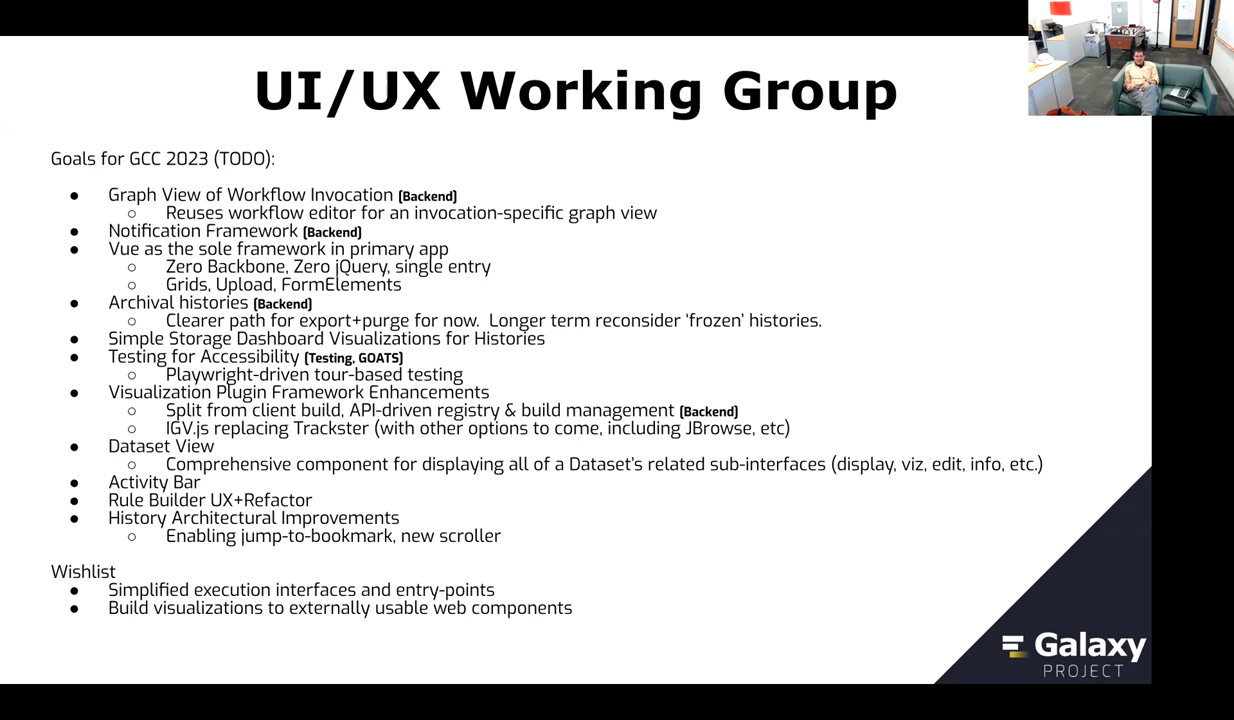 UI/UX Working Group
Goals for GCC 2023 (TODO):
● Graph View of Workflow Invocation [Backend]
○ Reuses workflow editor for an invocation-specific graph view
● Notification Framework [Backend]
● Vue as the sole framework in primary app
○ Zero Backbone, Zero jQuery, single entry
○ Grids, Upload, FormElements
● Archival histories [Backend]
○ Clearer path for export+purge for now.  Longer term reconsider ‘frozen’ histories.
● Simple Storage Dashboard Visualizations for Histories
● Testing for Accessibility [Testing, GOATS]
○ Playwright-driven tour-based testing
● Visualization Plugin Framework Enhancements
○ Split from client build, API-driven registry & build management [Backend]
○ IGV.js replacing Trackster (with other options to come, including JBrowse, etc)
● Dataset View
○ Comprehensive component for displaying all of a Dataset's related sub-interfaces (display, viz, edit, info, etc.)
● Activity Bar
● Rule Builder UX+Refactor
● History Architectural Improvements
○ Enabling jump-to-bookmark, new scroller
Wishlist
● Simplified execution interfaces and entry-points
● Build visualizations to externally usable web components
Galaxy
PROJECT